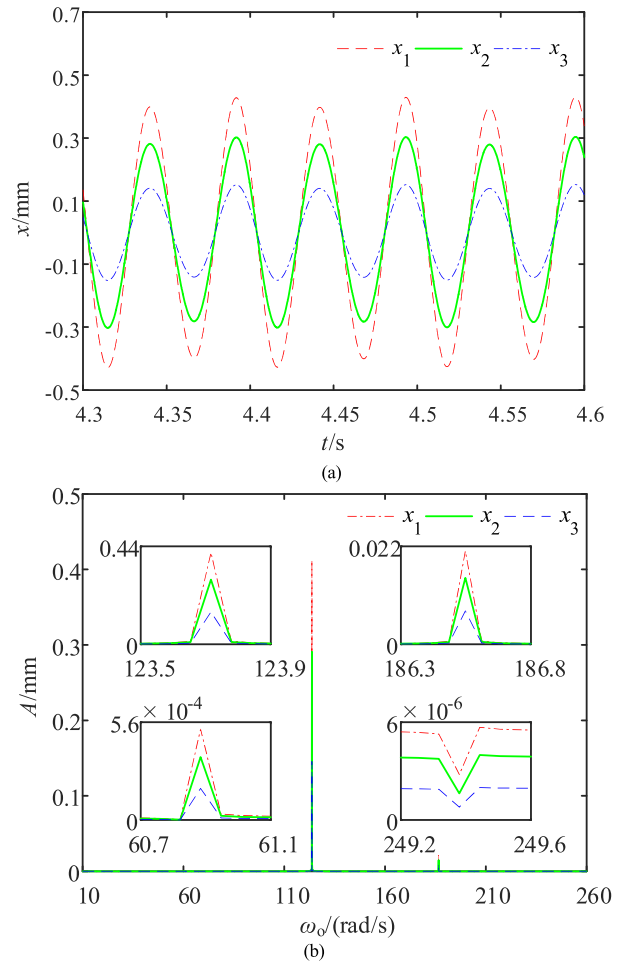 0.7
x1 x2 x3
0.5
0.3
x/mm
0.1
-0.1
-0.3
-0.5
4.3 4.35 4.4 4.45 4.5 4.55 4.6
t/s
(a)
0.5
x1 x2 x3
0.44
0
123.5 123.9
0.022
0
186.3 186.8
0.4
0.3
A/mm
0.2
5.6 × 10-4
0
60.7 61.1
6 × 10-6
0
249.2 249.6
0.1
0
10 60 110 160 210 260
ωo/(rad/s)
(b)